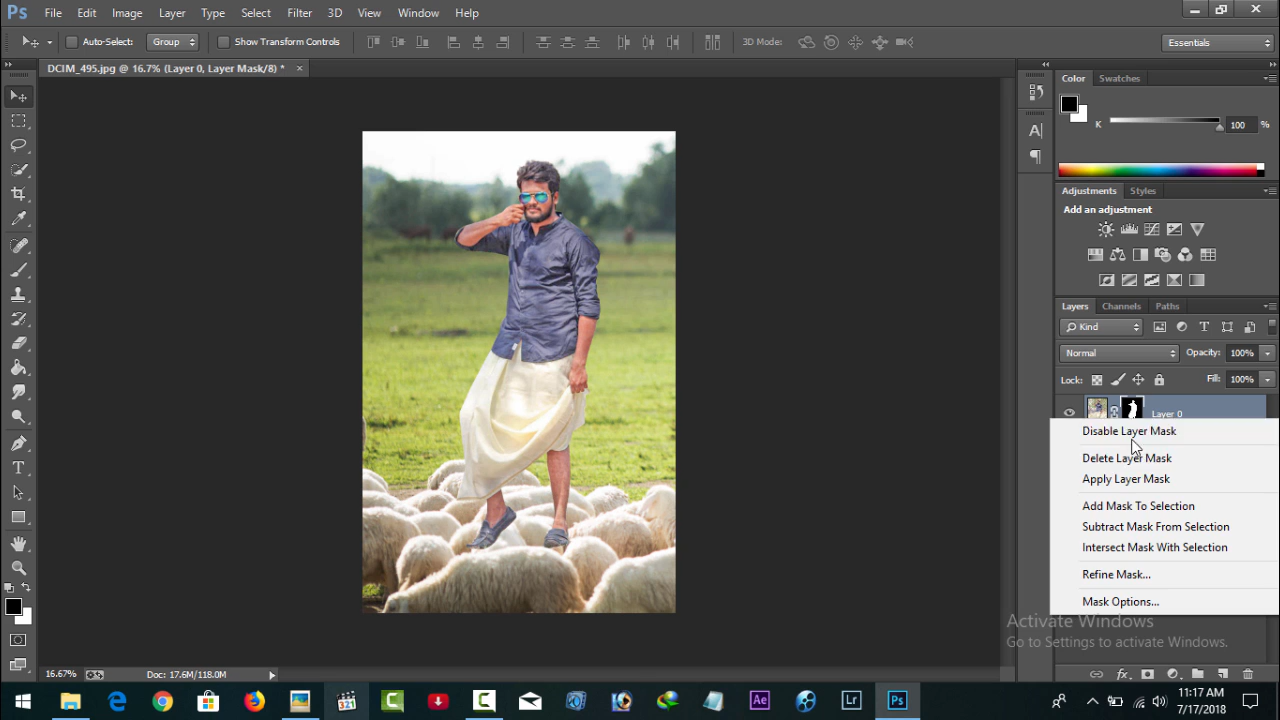 Ps File Edit Image Layer Type Select Filter 3D View Window Help
Auto-Select: Group Show Transform Controls 3D Mode: Essentials
DCIM_495.jpg @ 16.7% (Layer 0, Layer Mask/8) * ×
Color Swatches
K 100 %
Adjustments Styles
Add an adjustment
Layers Channels Paths
Kind
Normal Opacity: 100%
Lock: Fill: 100%
Layer 0
Disable Layer Mask
Delete Layer Mask
Apply Layer Mask
Add Mask To Selection
Subtract Mask From Selection
Intersect Mask With Selection
Refine Mask...
Mask Options...
Activate Windows
Go to Settings to activate Windows.
16.67% Doc: 17.6M/118.0M
321 Ae Lr Ps
11:17 AM
7/17/2018